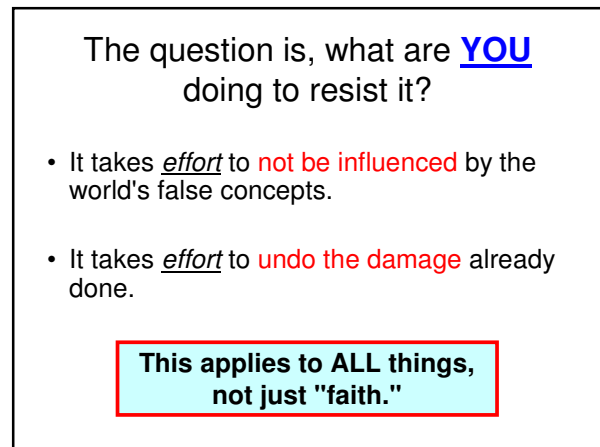 The question is, what are YOU
doing to resist it?
• It takes effort to not be influenced by the
world's false concepts.
• It takes effort to undo the damage already
done.
This applies to ALL things,
not just "faith."